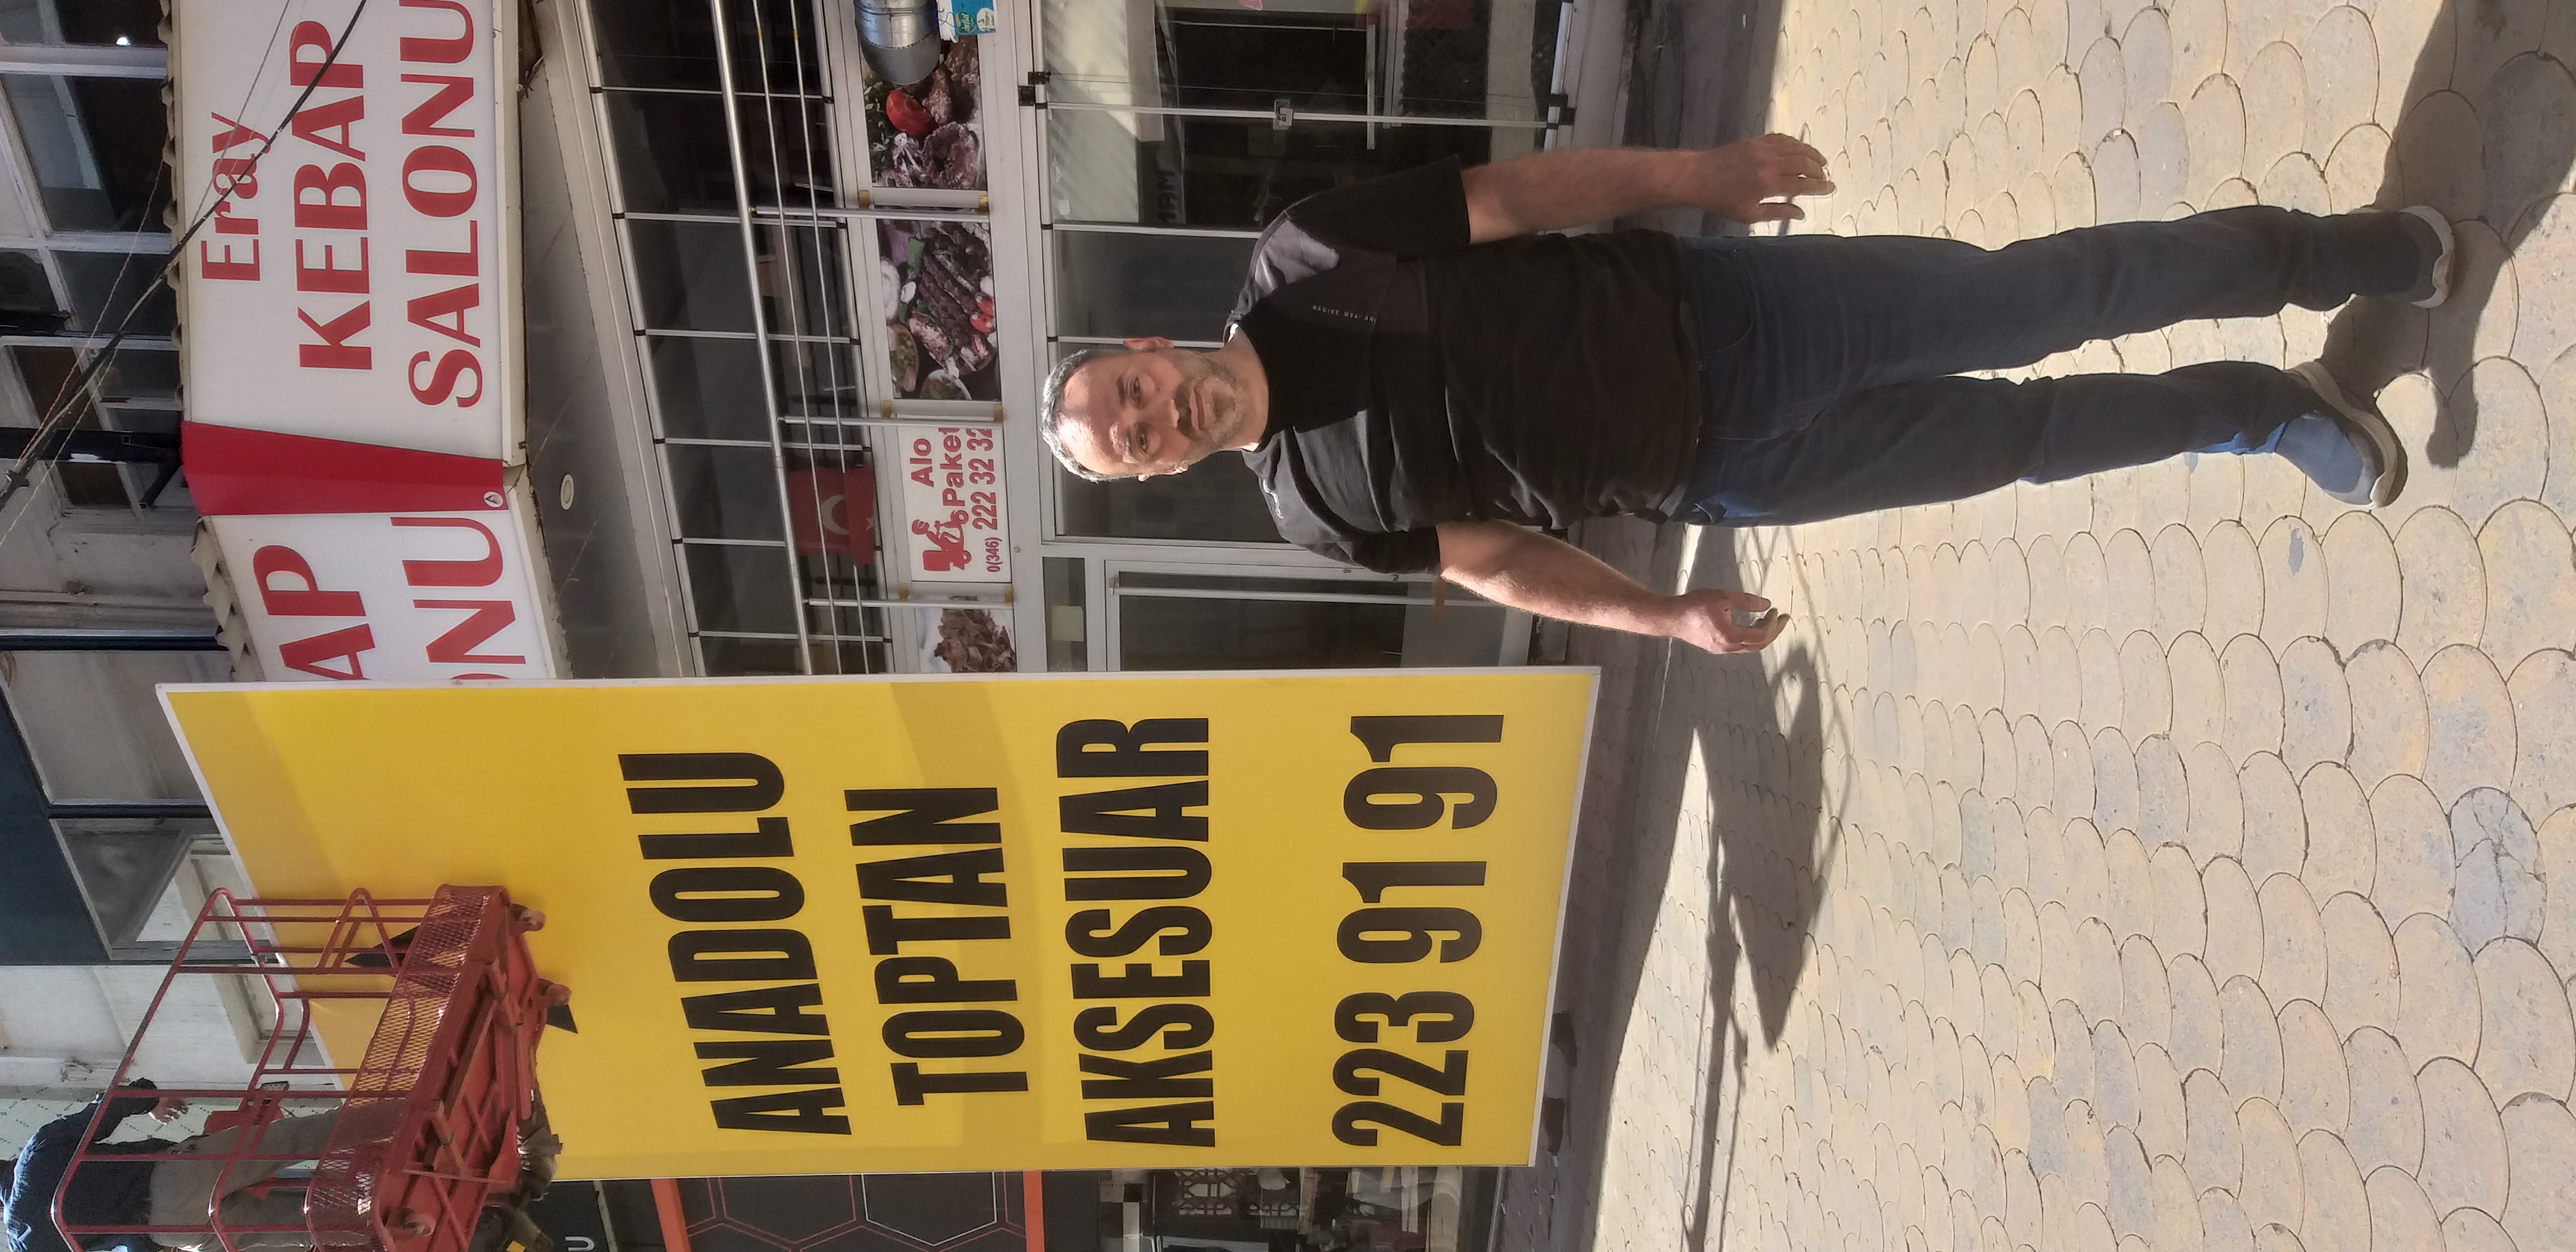 Eray
KEBAP
SALONU
AP
ONU
Alo
Paket
0(346) 222 32 32
ANADOLU
TOPTAN
AKSESUAR
223 91 91